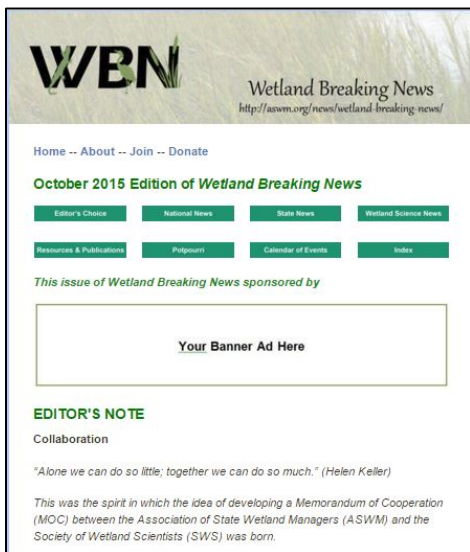 WBN
Wetland Breaking News
http://aswm.org/news/wetland-breaking-news/
Home -- About -- Join -- Donate
October 2015 Edition of Wetland Breaking News
Editor's Choice National News State News Wetland Science News
Resources & Publications Potpourri Calendar of Events Index
This issue of Wetland Breaking News sponsored by
Your Banner Ad Here
EDITOR'S NOTE
Collaboration
“Alone we can do so little; together we can do so much.” (Helen Keller)
This was the spirit in which the idea of developing a Memorandum of Cooperation
(MOC) between the Association of State Wetland Managers (ASWM) and the
Society of Wetland Scientists (SWS) was born.